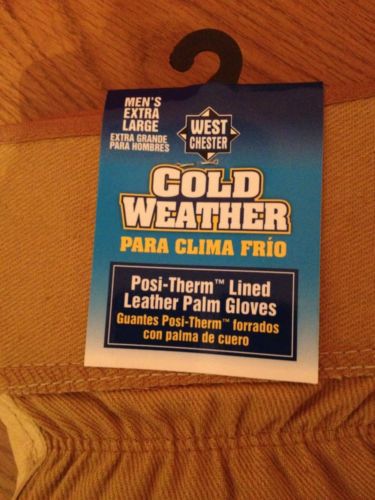 MEN'S
EXTRA
LARGE
EXTRA GRANDE
PARA HOMBRES
WEST
CHESTER
COLD
WEATHER
PARA CLIMA FRÍO
Posi-Therm™ Lined
Leather Palm Gloves
Guantes Posi-Therm™ forrados
con palma de cuero